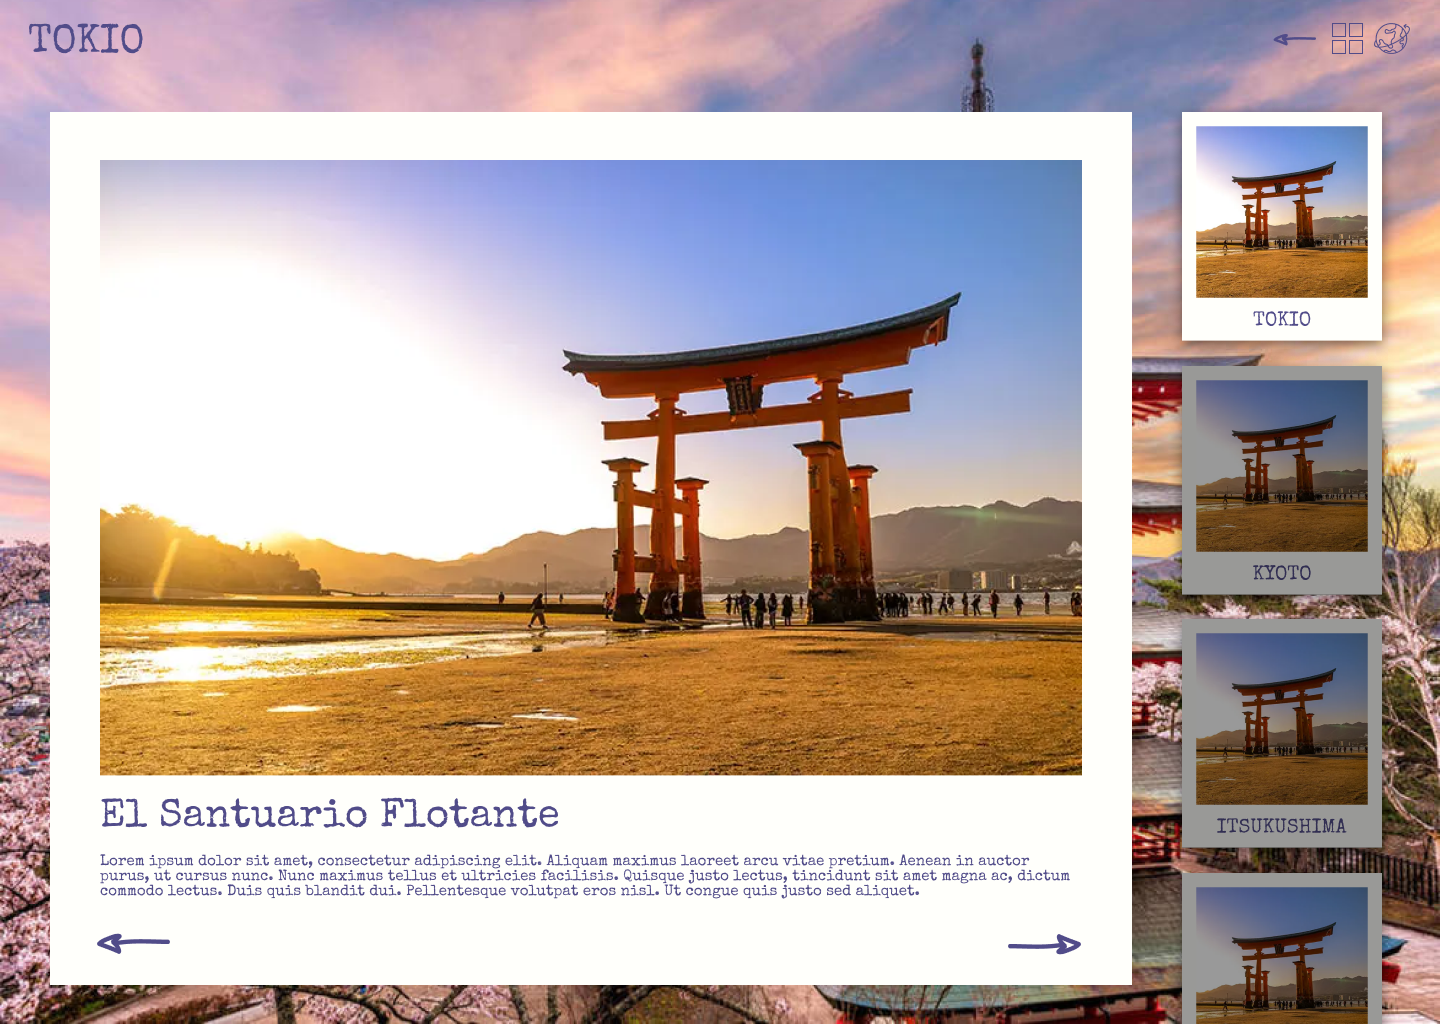 TOKIO
El Santuario Flotante
Lorem ipsum dolor sit amet, consectetur adipiscing elit. Aliquam maximus laoreet arcu vitae pretium. Aenean in auctor
purus, ut cursus nunc. Nunc maximus tellus et ultricies facilisis. Quisque justo lectus, tincidunt sit amet magna ac, dictum
commodo lectus. Duis quis blandit dui. Pellentesque volutpat eros nisl. Ut congue quis justo sed aliquet.
TOKIO
KYOTO
ITSUKUSHIMA